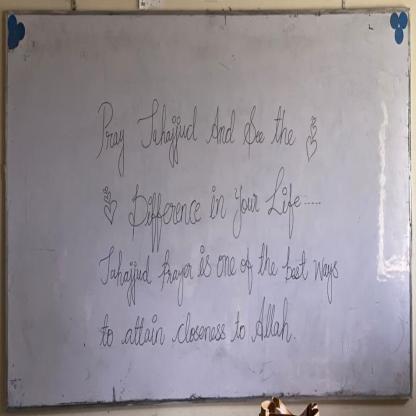 Pray Tahajjud And See the
Difference in Your Life.....
Tahajjud Prayer is one of the best ways
to attain closeness to Allah.